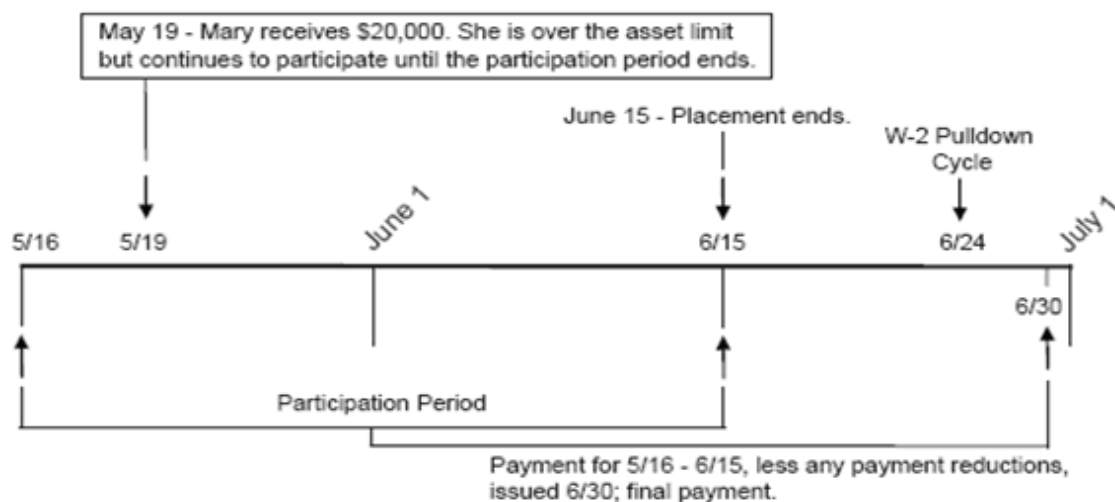 May 19 - Mary receives $20,000. She is over the asset limit
but continues to participate until the participation period ends.
June 15 - Placement ends.
W-2 Pulldown
Cycle
5/16
5/19
June 1
6/15
6/24
July 1
6/30
Participation Period
Payment for 5/16 - 6/15, less any payment reductions,
issued 6/30; final payment.